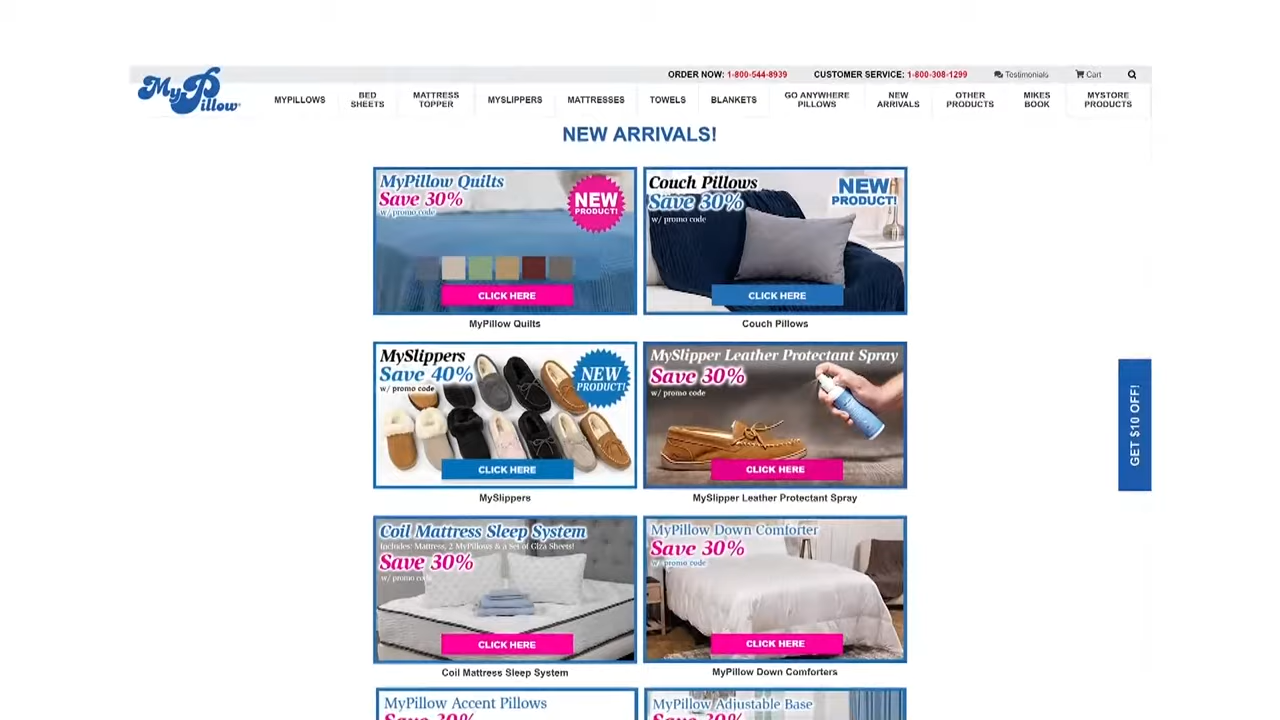 ORDER NOW: 1-800-544-8939 CUSTOMER SERVICE: 1-800-308-1299 Testimonials Cart
MyPillow
MYPILLOWS
BED
SHEETS
MATTRESS
TOPPER
MYSLIPPERS
MATTRESSES
TOWELS
BLANKETS
GO ANYWHERE
PILLOWS
NEW
ARRIVALS
OTHER
PRODUCTS
MIKES
BOOK
MYSTORE
PRODUCTS
NEW ARRIVALS!
MyPillow Quilts
Save 30%
w/ promo code
NEW
PRODUCT!
CLICK HERE
MyPillow Quilts
Couch Pillows
Save 30%
w/ promo code
NEW
PRODUCT!
CLICK HERE
Couch Pillows
MySlippers
Save 40%
w/ promo code
NEW
PRODUCT!
CLICK HERE
MySlippers
MySlipper Leather Protectant Spray
Save 30%
w/ promo code
CLICK HERE
MySlipper Leather Protectant Spray
GET $10 OFF!
Coil Mattress Sleep System
Includes: Mattress, 2 MyPillows & a Set of Giza Sheets!
Save 30%
w/ promo code
CLICK HERE
Coil Mattress Sleep System
MyPillow Down Comforter
Save 30%
w/ promo code
CLICK HERE
MyPillow Down Comforters
MyPillow Accent Pillows
Save 30%
MyPillow Adjustable Base
Save 30%